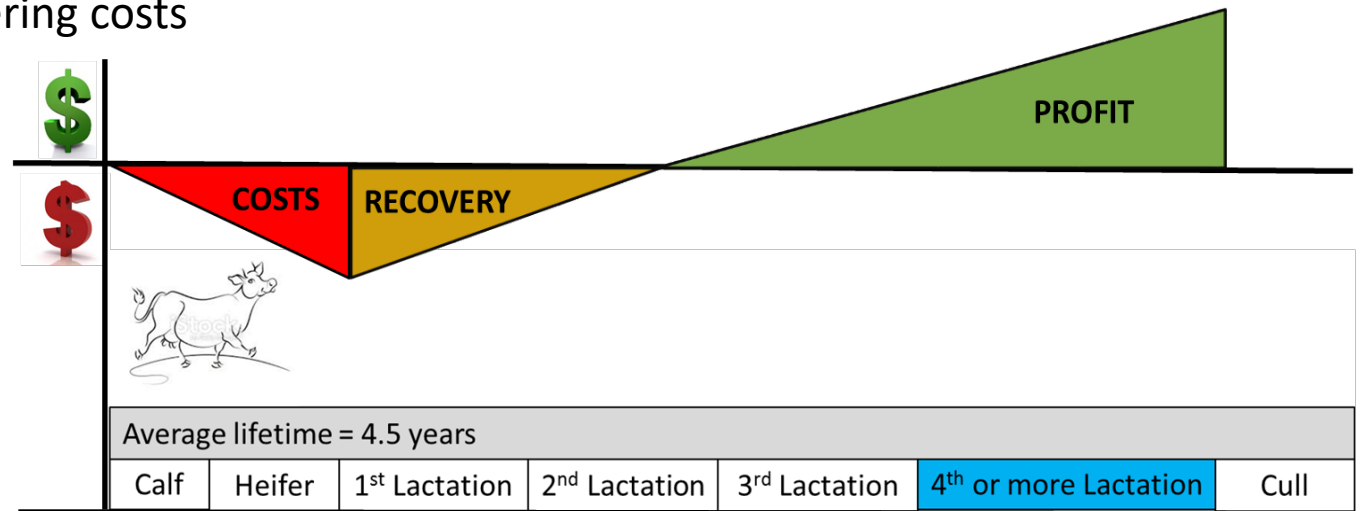 ring costs
$
PROFIT
$
COSTS
RECOVERY
iStock
Average lifetime = 4.5 years
Calf Heifer 1st Lactation 2nd Lactation 3rd Lactation 4th or more Lactation Cull